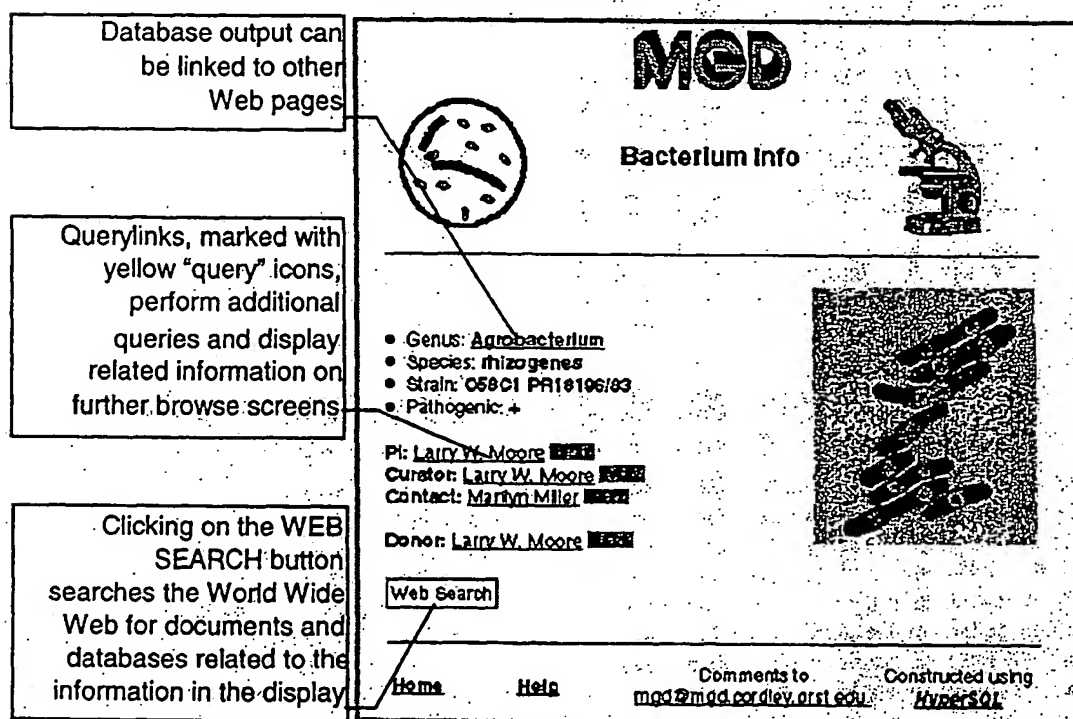 Database output can
be linked to other
Web pages
Querylinks, marked with
yellow "query" icons,
perform additional
queries and display
related information on
further browse screens
Clicking on the WEB
SEARCH button
searches the World Wide
Web for documents and
databases related to the
information in the display
MGD
Bacterium Info
Genus: Agrobacterium
Species: rhizogenes
Strain: C58C1 PR18196/83
Pathogenic: +
PI: Larry W. Moore
Curator: Larry W. Moore
Contact: Marilyn Miller
Donor: Larry W. Moore
Web Search
Home Help
Comments to
mgd@mgd.cordley.orst.edu
Constructed using
HyperSQL